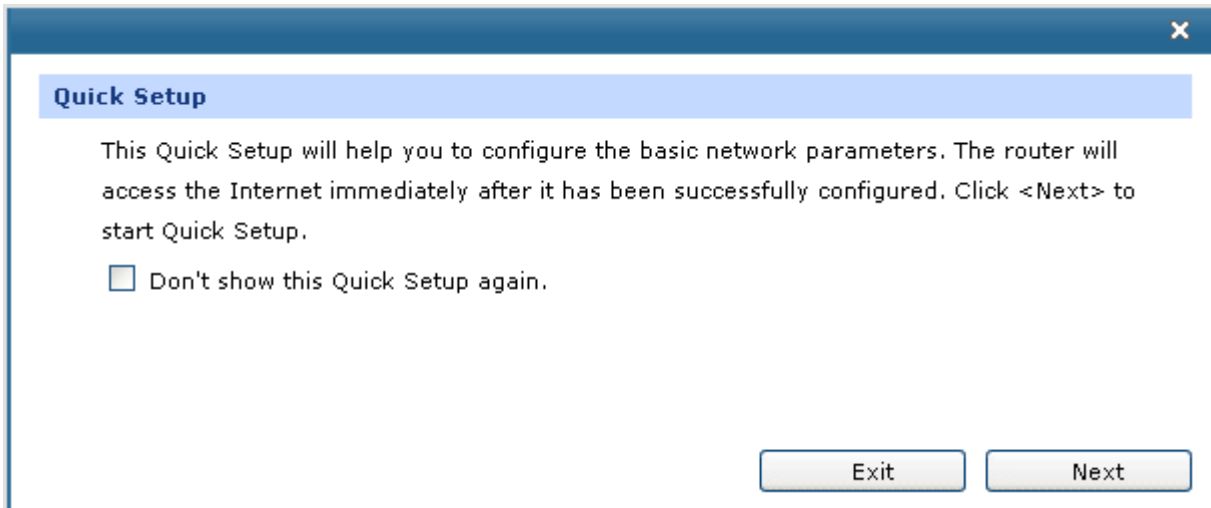 Quick Setup
This Quick Setup will help you to configure the basic network parameters. The router will
access the Internet immediately after it has been successfully configured. Click <Next> to
start Quick Setup.
Don't show this Quick Setup again.
Exit
Next